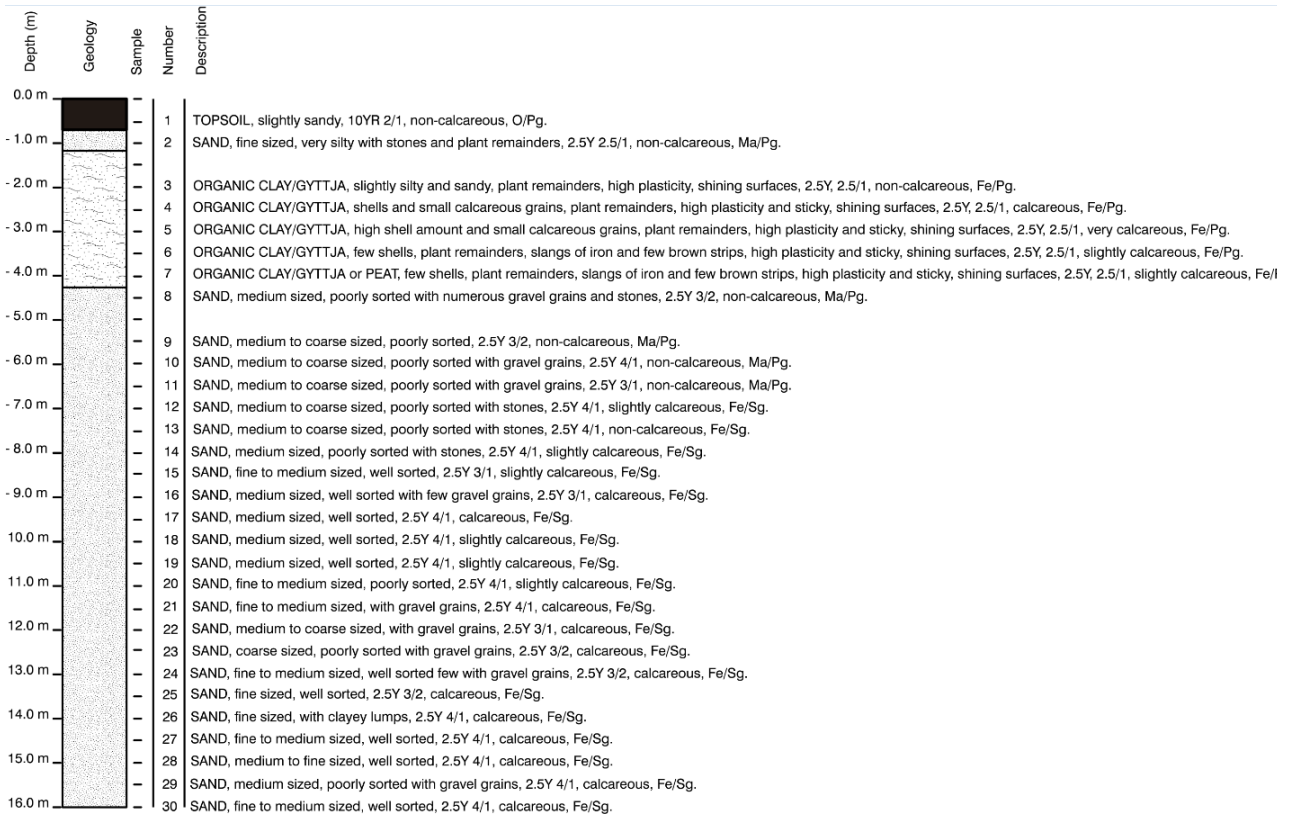 Depth (m) Geology Sample Number Description
0.0 m
1 TOPSOIL, slightly sandy, 10YR 2/1, non-calcareous, O/Pg.
- 1.0 m 2 SAND, fine sized, very silty with stones and plant remainders, 2.5Y 2.5/1, non-calcareous, Ma/Pg.
- 2.0 m 3 ORGANIC CLAY/GYTTJA, slightly silty and sandy, plant remainders, high plasticity, shining surfaces, 2.5Y, 2.5/1, non-calcareous, Fe/Pg.
4 ORGANIC CLAY/GYTTJA, shells and small calcareous grains, plant remainders, high plasticity and sticky, shining surfaces, 2.5Y, 2.5/1, calcareous, Fe/Pg.
- 3.0 m 5 ORGANIC CLAY/GYTTJA, high shell amount and small calcareous grains, plant remainders, high plasticity and sticky, shining surfaces, 2.5Y, 2.5/1, very calcareous, Fe/Pg.
6 ORGANIC CLAY/GYTTJA, few shells, plant remainders, slangs of iron and few brown strips, high plasticity and sticky, shining surfaces, 2.5Y, 2.5/1, slightly calcareous, Fe/Pg.
- 4.0 m 7 ORGANIC CLAY/GYTTJA or PEAT, few shells, plant remainders, slangs of iron and few brown strips, high plasticity and sticky, shining surfaces, 2.5Y, 2.5/1, slightly calcareous,
8 SAND, medium sized, poorly sorted with numerous gravel grains and stones, 2.5Y 3/2, non-calcareous, Ma/Pg.
- 5.0 m
9 SAND, medium to coarse sized, poorly sorted, 2.5Y 3/2, non-calcareous, Ma/Pg.
- 6.0 m 10 SAND, medium to coarse sized, poorly sorted with gravel grains, 2.5Y 4/1, non-calcareous, Ma/Pg.
11 SAND, medium to coarse sized, poorly sorted with gravel grains, 2.5Y 3/1, non-calcareous, Ma/Pg.
- 7.0 m 12 SAND, medium to coarse sized, poorly sorted with stones, 2.5Y 4/1, slightly calcareous, Fe/Sg.
13 SAND, medium to coarse sized, poorly sorted with stones, 2.5Y 4/1, non-calcareous, Fe/Sg.
- 8.0 m 14 SAND, medium sized, poorly sorted with stones, 2.5Y 4/1, slightly calcareous, Fe/Sg.
15 SAND, fine to medium sized, well sorted, 2.5Y 3/1, slightly calcareous, Fe/Sg.
- 9.0 m 16 SAND, medium sized, well sorted with few gravel grains, 2.5Y 3/1, calcareous, Fe/Sg.
17 SAND, medium sized, well sorted, 2.5Y 4/1, calcareous, Fe/Sg.
10.0 m 18 SAND, medium sized, well sorted, 2.5Y 4/1, slightly calcareous, Fe/Sg.
19 SAND, medium sized, well sorted, 2.5Y 4/1, slightly calcareous, Fe/Sg.
11.0 m 20 SAND, fine to medium sized, poorly sorted, 2.5Y 4/1, slightly calcareous, Fe/Sg.
21 SAND, fine to medium sized, with gravel grains, 2.5Y 4/1, calcareous, Fe/Sg.
12.0 m 22 SAND, medium to coarse sized, with gravel grains, 2.5Y 3/1, calcareous, Fe/Sg.
23 SAND, coarse sized, poorly sorted with gravel grains, 2.5Y 3/2, calcareous, Fe/Sg.
13.0 m 24 SAND, fine to medium sized, well sorted few with gravel grains, 2.5Y 3/2, calcareous, Fe/Sg.
25 SAND, fine sized, well sorted, 2.5Y 3/2, calcareous, Fe/Sg.
14.0 m 26 SAND, fine sized, with clayey lumps, 2.5Y 4/1, calcareous, Fe/Sg.
27 SAND, fine to medium sized, well sorted, 2.5Y 4/1, calcareous, Fe/Sg.
15.0 m 28 SAND, medium to fine sized, well sorted, 2.5Y 4/1, calcareous, Fe/Sg.
29 SAND, medium sized, poorly sorted with gravel grains, 2.5Y 4/1, calcareous, Fe/Sg.
16.0 m 30 SAND, fine to medium sized, well sorted, 2.5Y 4/1, calcareous, Fe/Sg.